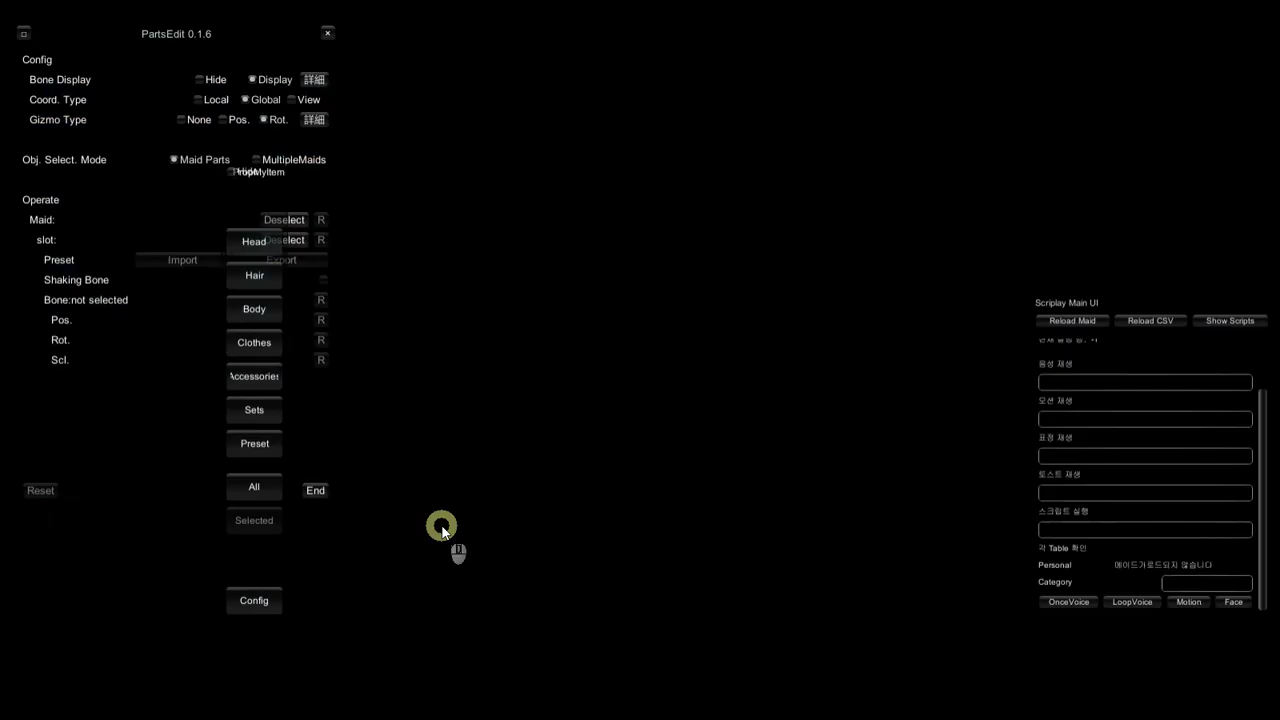 PartsEdit 0.1.6
Config
Bone Display Hide Display 詳細
Coord. Type Local Global View
Gizmo Type None Pos. Rot. 詳細
Obj. Select. Mode Maid Parts MultipleMaids
Operate
Maid: Deselect R
slot: Deselect R
Preset Import Export
Shaking Bone
Bone:not selected R
Pos. R
Rot. R
Scl. R
Reset End
Head
Hair
Body
Clothes
Accessories
Sets
Preset
All
Selected
Config
Scriplay Main UI
Reload Maid Reload CSV Show Scripts
음성 재생
모션 재생
표정 재생
토스트 재생
스크립트 실행
각 Table 확인
Personal 메이드가로드되지 않습니다
Category
OnceVoice LoopVoice Motion Face